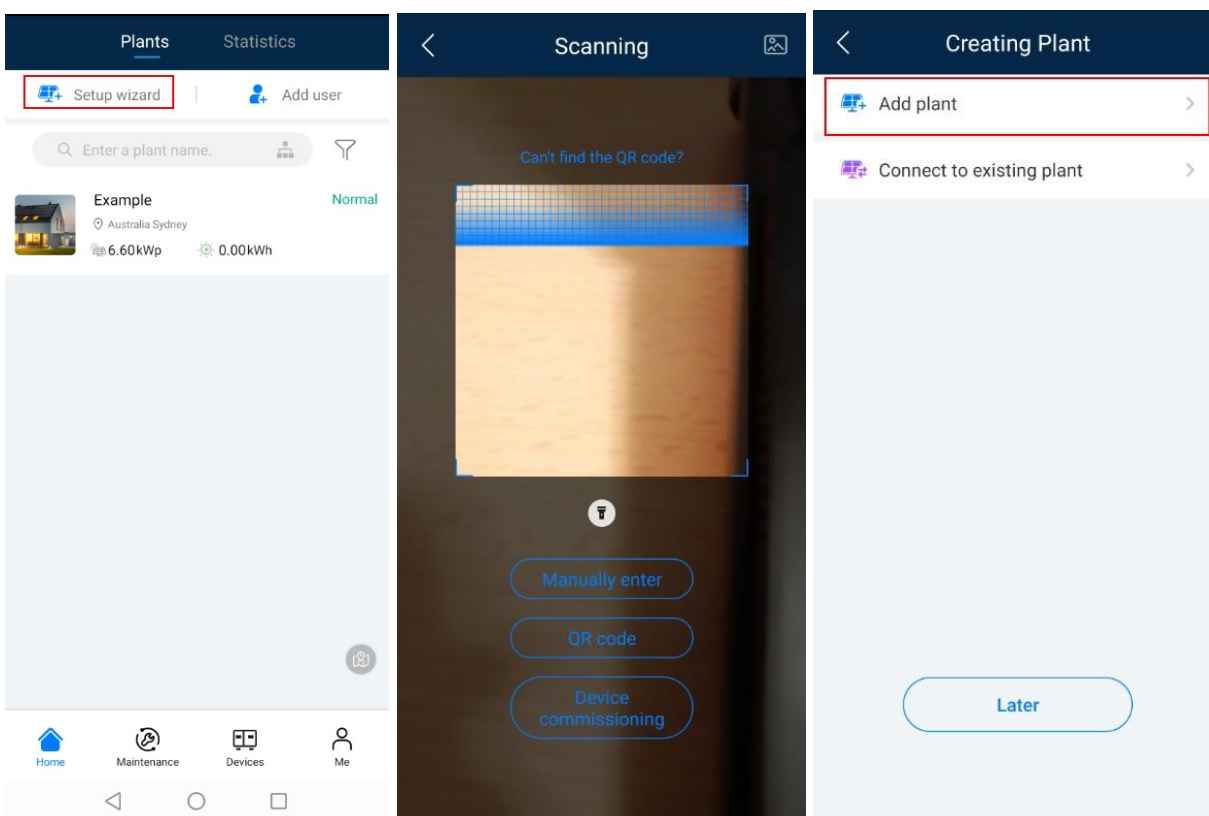 Plants Statistics
Setup wizard Add user
Enter a plant name.
Example Normal
Australia Sydney
6.60kWp 0.00kWh
Home Maintenance Devices Me
Scanning
Can't find the QR code?
Manually enter
QR code
Device
commissioning
Creating Plant
Add plant
Connect to existing plant
Later